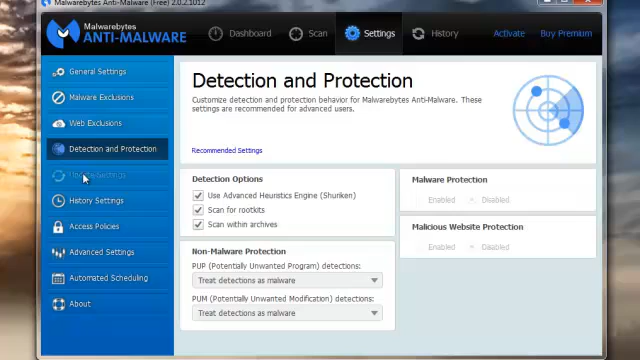 Malwarebytes Anti-Malware (Free) 2.0.2.1012
Malwarebytes
ANTI-MALWARE
Dashboard
Scan
Settings
History
Activate
Buy Premium
General Settings
Malware Exclusions
Web Exclusions
Detection and Protection
Update Settings
History Settings
Access Policies
Advanced Settings
Automated Scheduling
About
Detection and Protection
Customize detection and protection behavior for Malwarebytes Anti-Malware. These
settings are recommended for advanced users.
Recommended Settings
Detection Options
Use Advanced Heuristics Engine (Shuriken)
Scan for rootkits
Scan within archives
Non-Malware Protection
PUP (Potentially Unwanted Program) detections:
Treat detections as malware
PUM (Potentially Unwanted Modification) detections:
Treat detections as malware
Malware Protection
Enabled Disabled
Malicious Website Protection
Enabled Disabled